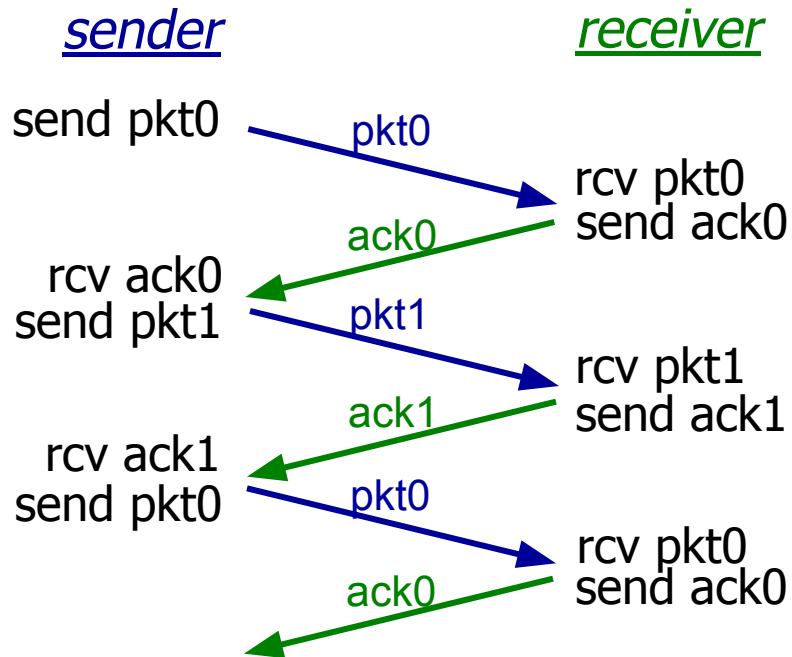 sender
receiver
send pkt0
pkt0
rcv pkt0
send ack0
ack0
rcv ack0
send pkt1
pkt1
rcv pkt1
send ack1
ack1
rcv ack1
send pkt0
pkt0
rcv pkt0
send ack0
ack0